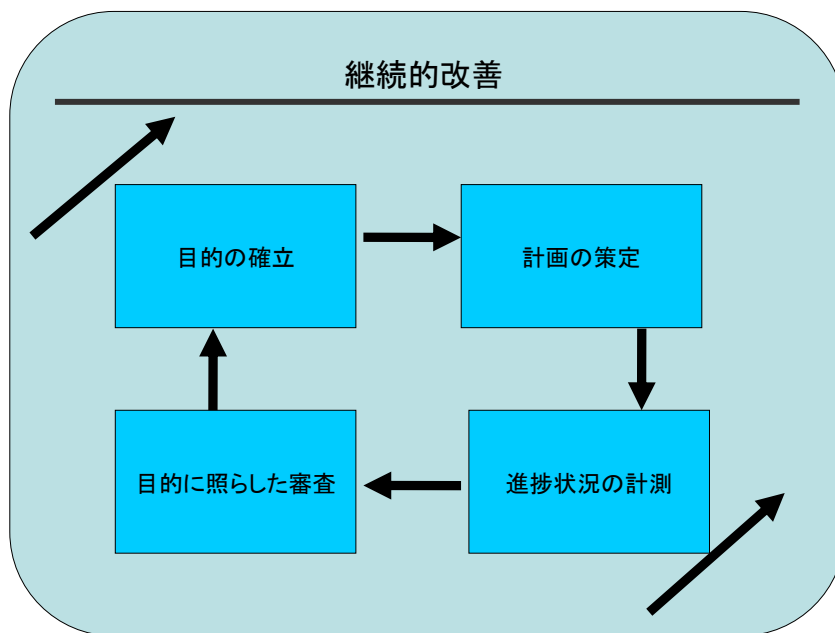 継続的改善
目的の確立
計画の策定
目的に照らした審査
進捗状況の計測